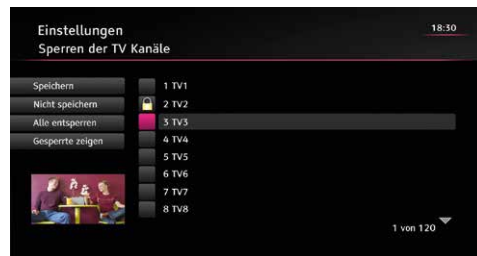 Einstellungen
18:30
Sperren der TV Kanäle
Speichern
Nicht speichern
Alle entsperren
Gesperrte zeigen
1 TV1
2 TV2
3 TV3
4 TV4
5 TV5
6 TV6
7 TV7
8 TV8
1 von 120